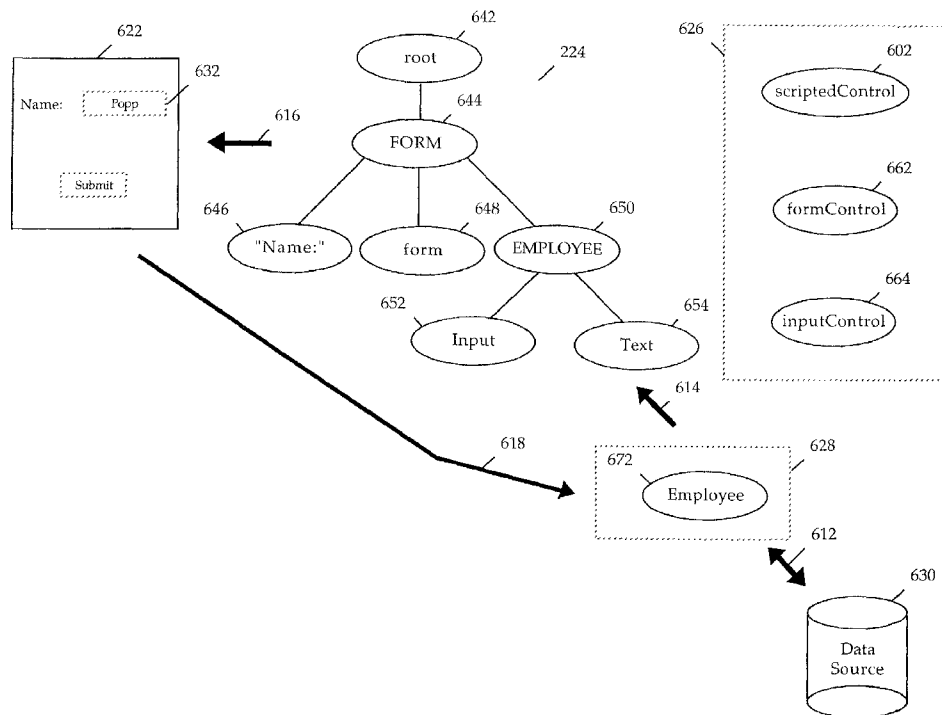 642
622
626
root
224
602
632
scriptedControl
644
Name:
Popp
616
FORM
662
Submit
646
648
650
formControl
"Name:"
form
EMPLOYEE
664
652
654
inputControl
Input
Text
614
618
628
672
Employee
612
630
Data
Source